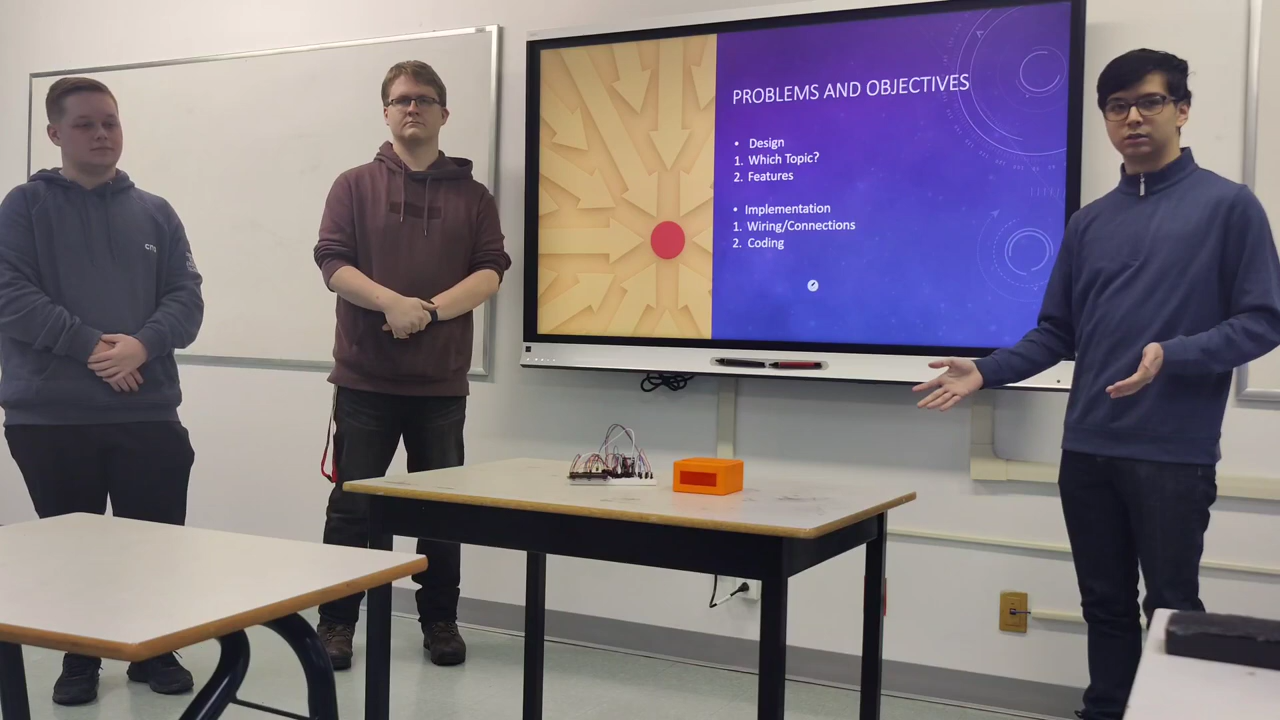 PROBLEMS AND OBJECTIVES
• Design
1. Which Topic?
2. Features
• Implementation
1. Wiring/Connections
2. Coding